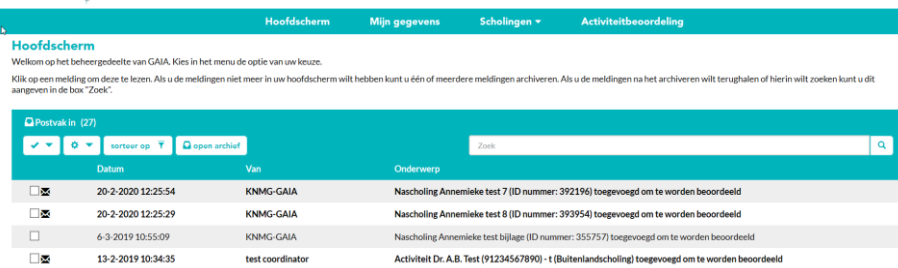 Hoofdscherm Mijn gegevens Scholingen Activiteitbeoordeling
Hoofdscherm
Welkom op het beheergedeelte van GAIA. Kies in het menu de optie van uw keuze.
Klik op een melding om deze te lezen. Als u de meldingen niet meer in uw hoofdscherm wilt hebben kunt u één of meerdere meldingen archiveren. Als u de meldingen na het archiveren wilt terughalen of hierin wilt zoeken kunt u dit
aangeven in de box "Zoek".
Postvak in (27)
sorteer op open archief Zoek
Datum Van Onderwerp
20-2-2020 12:25:54 KNMG-GAIA Nascholing Annemieke test 7 (ID nummer: 392196) toegevoegd om te worden beoordeeld
20-2-2020 12:25:29 KNMG-GAIA Nascholing Annemieke test 8 (ID nummer: 393954) toegevoegd om te worden beoordeeld
6-3-2019 10:55:09 KNMG-GAIA Nascholing Annemieke test bijlage (ID nummer: 355757) toegevoegd om te worden beoordeeld
13-2-2019 10:34:35 test coordinator Activiteit Dr. A.B. Test (91234567890) - t (Buitenlandscholing) toegevoegd om te worden beoordeeld